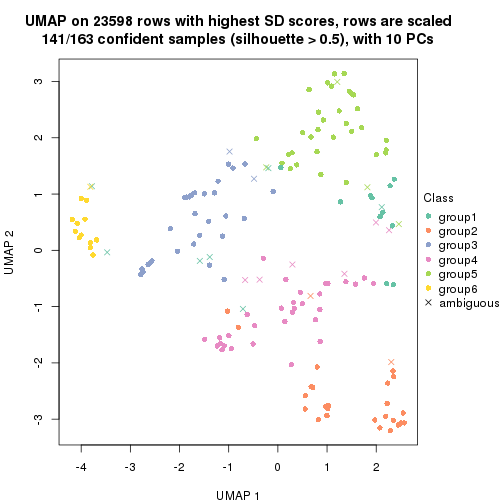 UMAP on 23598 rows with highest SD scores, rows are scaled
141/163 confident samples (silhouette > 0.5), with 10 PCs
3
2
1
0
-1
-2
-3
UMAP 2
-4
-3
-2
-1
0
1
2
UMAP 1
Class
group1
group2
group3
group4
group5
group6
ambiguous